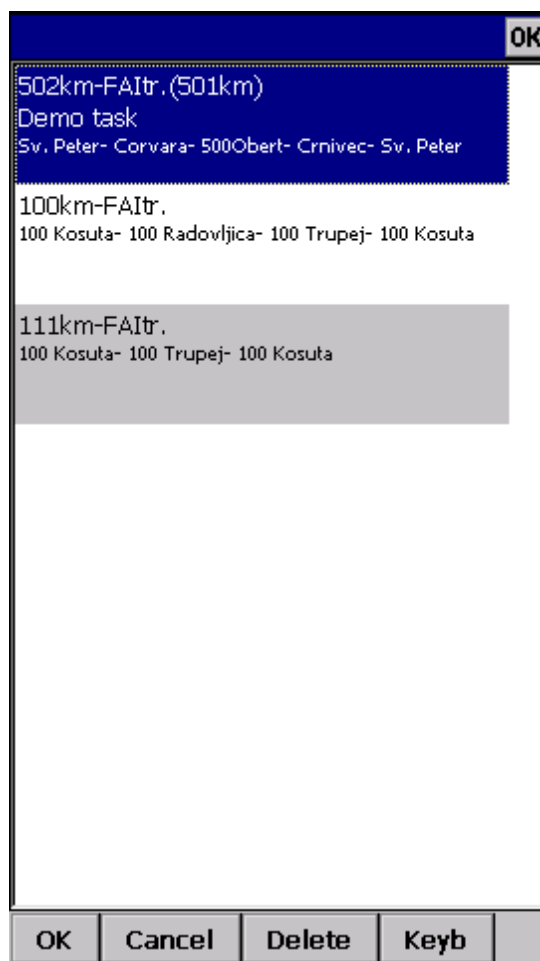 OK
502km-FAItr.(501km)
Demo task
Sv. Peter- Corvara- 500Obert- Crnivec- Sv. Peter
100km-FAItr.
100 Kosuta- 100 Radovljica- 100 Trupej- 100 Kosuta
111km-FAItr.
100 Kosuta- 100 Trupej- 100 Kosuta
OK Cancel Delete Keyb